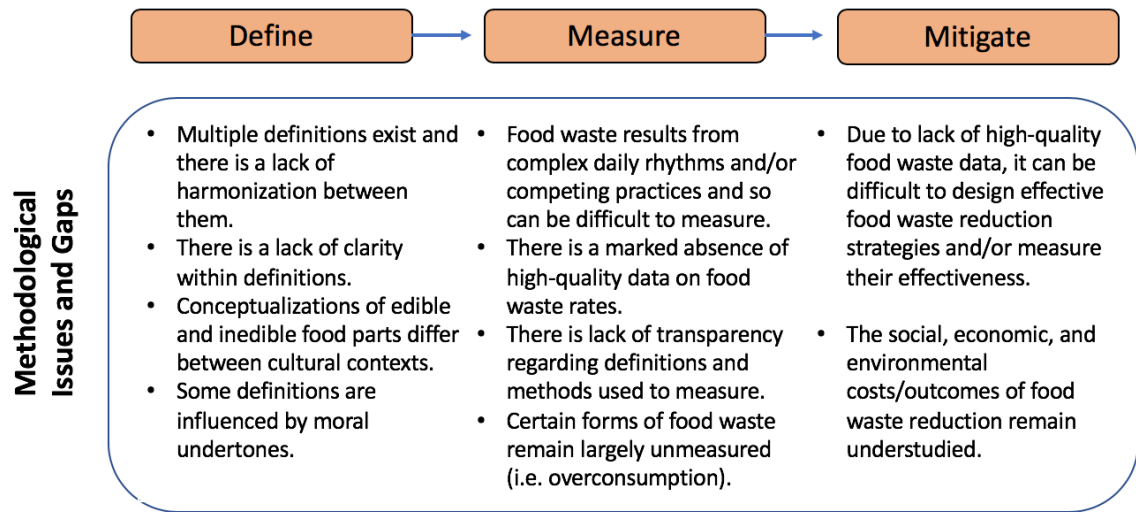 Define
Measure
Mitigate
Methodological
Issues and Gaps
• Multiple definitions exist and
there is a lack of
harmonization between
them.
• There is a lack of clarity
within definitions.
• Conceptualizations of edible
and inedible food parts differ
between cultural contexts.
• Some definitions are
influenced by moral
undertones.
• Food waste results from
complex daily rhythms and/or
competing practices and so
can be difficult to measure.
• There is a marked absence of
high-quality data on food
waste rates.
• There is lack of transparency
regarding definitions and
methods used to measure.
• Certain forms of food waste
remain largely unmeasured
(i.e. overconsumption).
• Due to lack of high-quality
food waste data, it can be
difficult to design effective
food waste reduction
strategies and/or measure
their effectiveness.
• The social, economic, and
environmental
costs/outcomes of food
waste reduction remain
understudied.